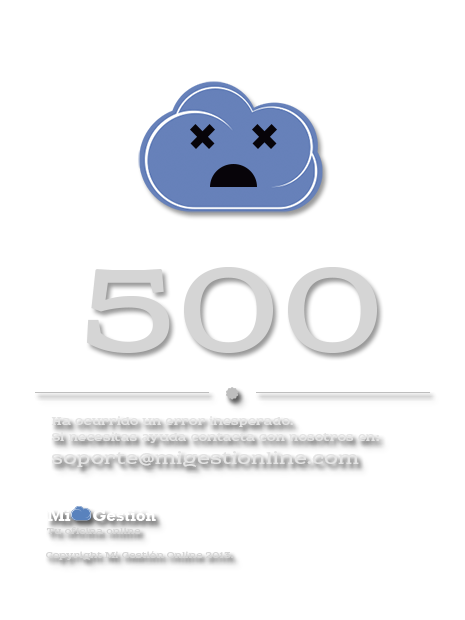 500
Ha ocurrido un error inesperado.
Si necesitas ayuda contacta con nosotros en:
soporte@migestionline.com
Mi Gestión
Tu oficina online
Copyright Mi Gestión Online 2013.